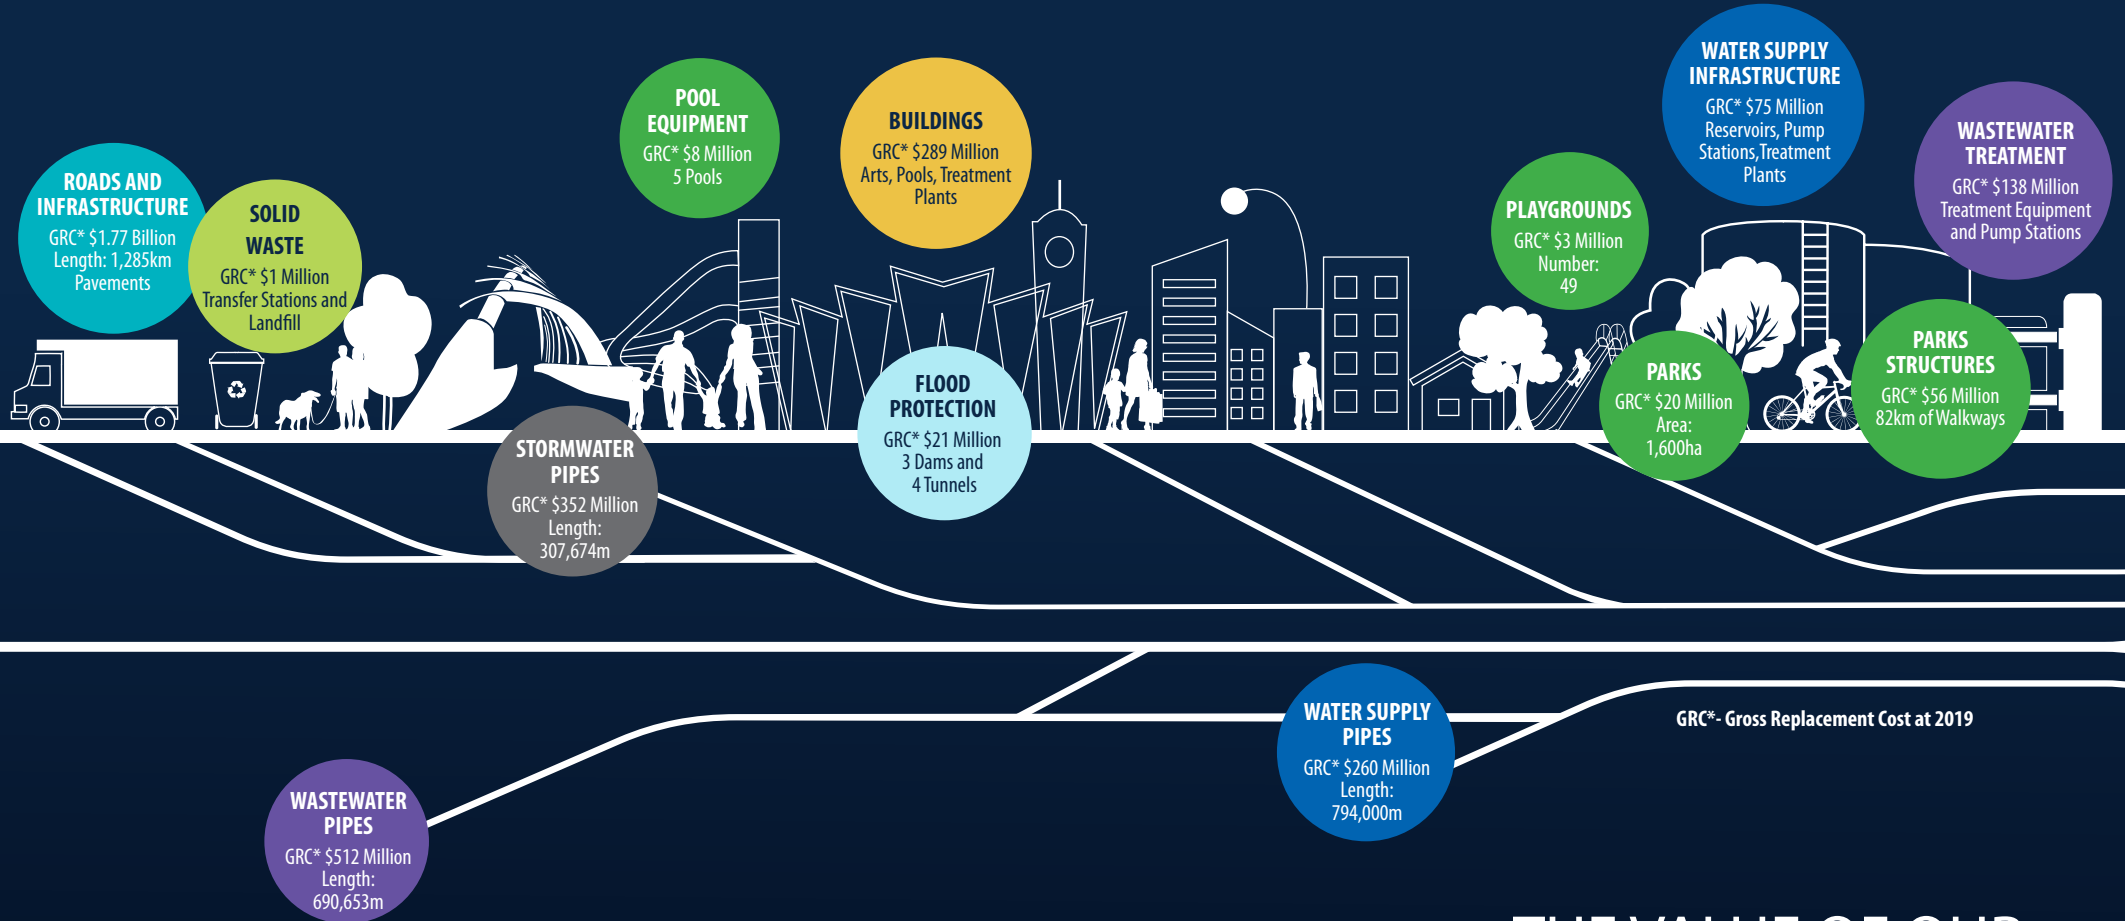 ROADS AND
INFRASTRUCTURE
GRC* $1.77 Billion
Length: 1,285km
Pavements
SOLID
WASTE
GRC* $1 Million
Transfer Stations and
Landfill
POOL
EQUIPMENT
GRC* $8 Million
5 Pools
BUILDINGS
GRC* $289 Million
Arts, Pools, Treatment
Plants
PLAYGROUNDS
GRC* $3 Million
Number:
49
WATER SUPPLY
INFRASTRUCTURE
GRC* $75 Million
Reservoirs, Pump
Stations,Treatment
Plants
WASTEWATER
TREATMENT
GRC* $138 Million
Treatment Equipment
and Pump Stations
STORMWATER
PIPES
GRC* $352 Million
Length:
307,674m
FLOOD
PROTECTION
GRC* $21 Million
3 Dams and
4 Tunnels
PARKS
GRC* $20 Million
Area:
1,600ha
PARKS
STRUCTURES
GRC* $56 Million
82km of Walkways
WASTEWATER
PIPES
GRC* $512 Million
Length:
690,653m
WATER SUPPLY
PIPES
GRC* $260 Million
Length:
794,000m
GRC*- Gross Replacement Cost at 2019
THE VALUE OF OUR